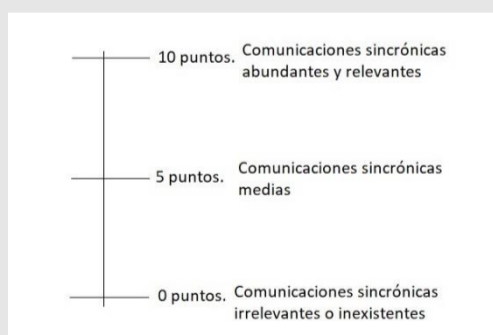 10 puntos. Comunicaciones sincrónicas
abundantes y relevantes
5 puntos. Comunicaciones sincrónicas
medias
0 puntos. Comunicaciones sincrónicas
irrelevantes o inexistentes